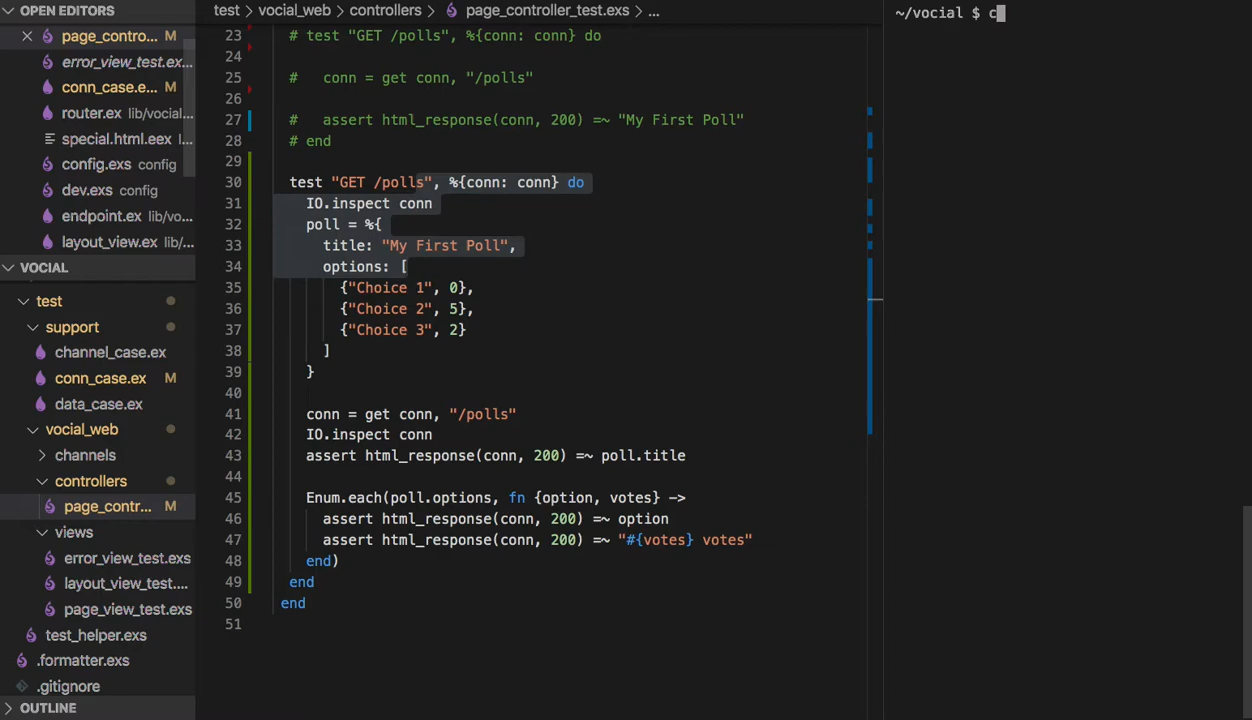 OPEN EDITORS
page_contro... M
error_view_test.ex...
conn_case.e... M
router.ex lib/vocial...
special.html.eex l...
config.exs config
dev.exs config
endpoint.ex lib/vo...
layout_view.ex lib/...
VOCIAL
test
support
channel_case.ex
conn_case.ex M
data_case.ex
vocial_web
channels
controllers
page_contr... M
views
error_view_test.exs
layout_view_test....
page_view_test.exs
test_helper.exs
.formatter.exs
.gitignore
OUTLINE
test > vocial_web > controllers > page_controller_test.exs > ...
23 # test "GET /polls", %{conn: conn} do
24
25 #   conn = get conn, "/polls"
26
27 #   assert html_response(conn, 200) =~ "My First Poll"
28 # end
29
30 test "GET /polls", %{conn: conn} do
31   IO.inspect conn
32   poll = %{
33     title: "My First Poll",
34     options: [
35       {"Choice 1", 0},
36       {"Choice 2", 5},
37       {"Choice 3", 2}
38     ]
39   }
40
41   conn = get conn, "/polls"
42   IO.inspect conn
43   assert html_response(conn, 200) =~ poll.title
44
45   Enum.each(poll.options, fn {option, votes} ->
46     assert html_response(conn, 200) =~ option
47     assert html_response(conn, 200) =~ "#{votes} votes"
48   end)
49 end
50 end
51
~/vocial $ c